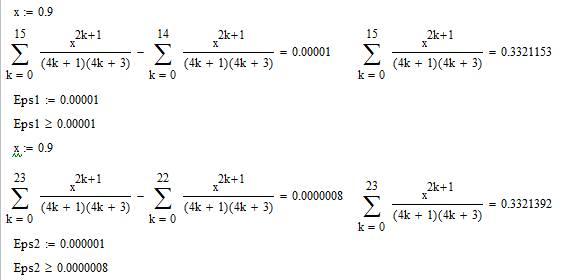 x := 0.9
15 14 15
∑ x^(2k+1) / (4k + 1)(4k + 3) − ∑ x^(2k+1) / (4k + 1)(4k + 3) = 0.00001 ∑ x^(2k+1) / (4k + 1)(4k + 3) = 0.3321153
k = 0 k = 0 k = 0
Eps1 := 0.00001
Eps1 ≥ 0.00001
x := 0.9
23 22 23
∑ x^(2k+1) / (4k + 1)(4k + 3) − ∑ x^(2k+1) / (4k + 1)(4k + 3) = 0.0000008 ∑ x^(2k+1) / (4k + 1)(4k + 3) = 0.3321392
k = 0 k = 0 k = 0
Eps2 := 0.000001
Eps2 ≥ 0.0000008